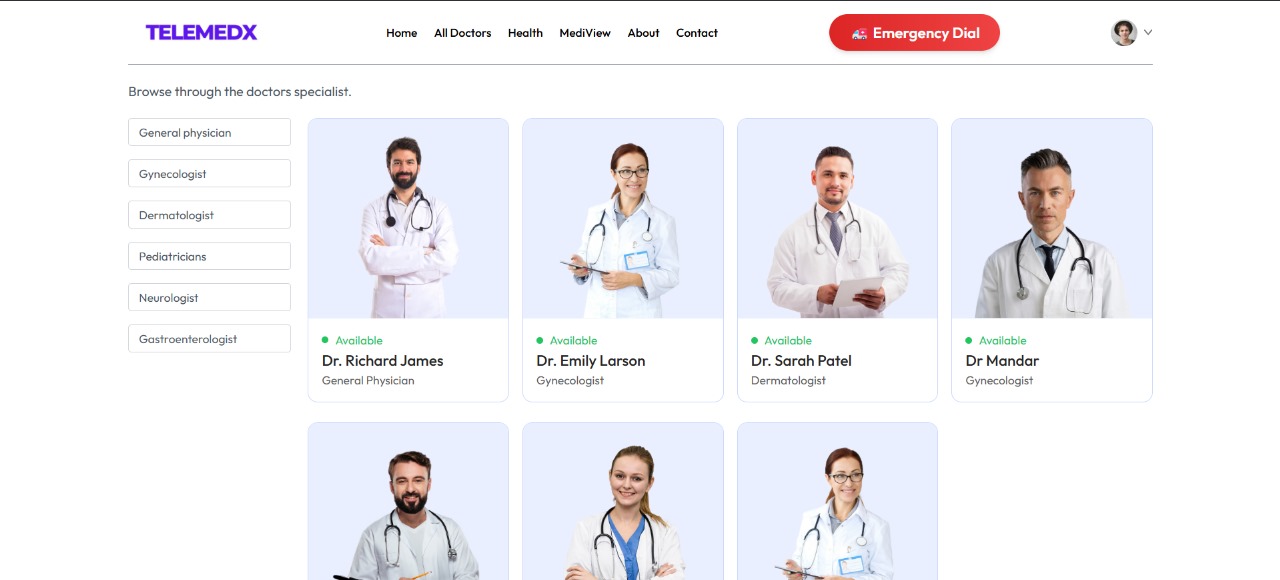 TELEMEDX
Home
All Doctors
Health
MediView
About
Contact
Emergency Dial
Browse through the doctors specialist.
General physician
Gynecologist
Dermatologist
Pediatricians
Neurologist
Gastroenterologist
Available
Dr. Richard James
General Physician
Available
Dr. Emily Larson
Gynecologist
Available
Dr. Sarah Patel
Dermatologist
Available
Dr Mandar
Gynecologist